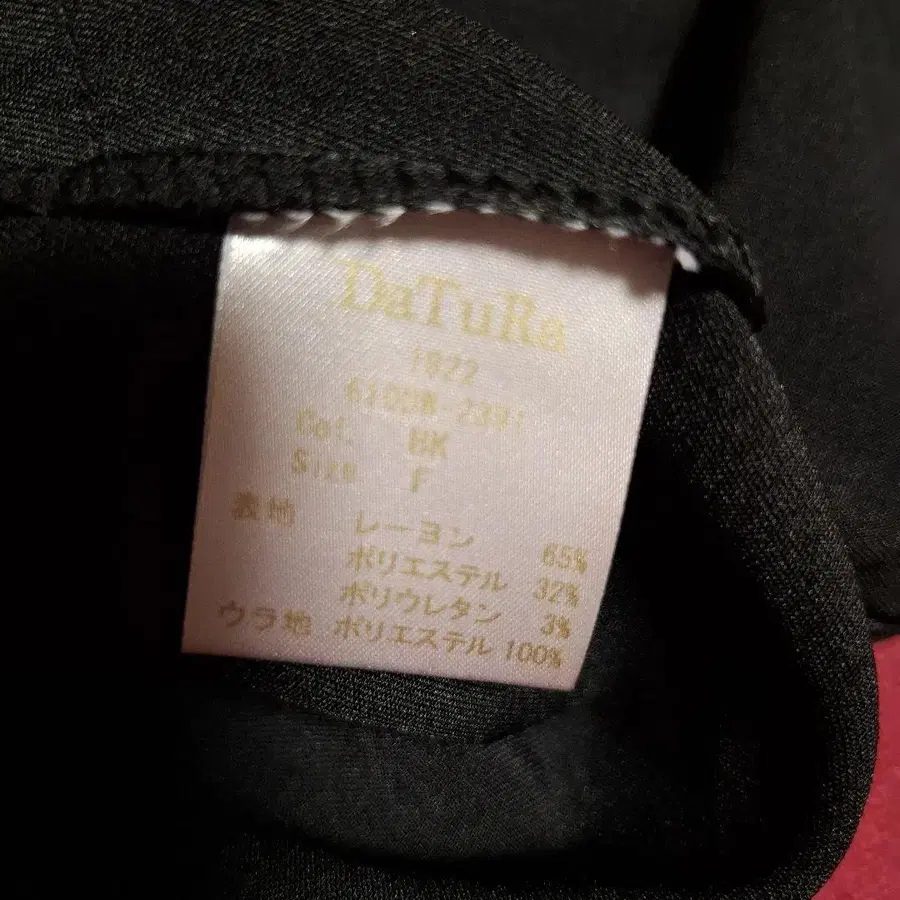 DaTuRa
1822
Col. BK
Size F
表地 レーヨン 65%
ポリエステル 32%
ポリウレタン 3%
ウラ地 ポリエステル 100%